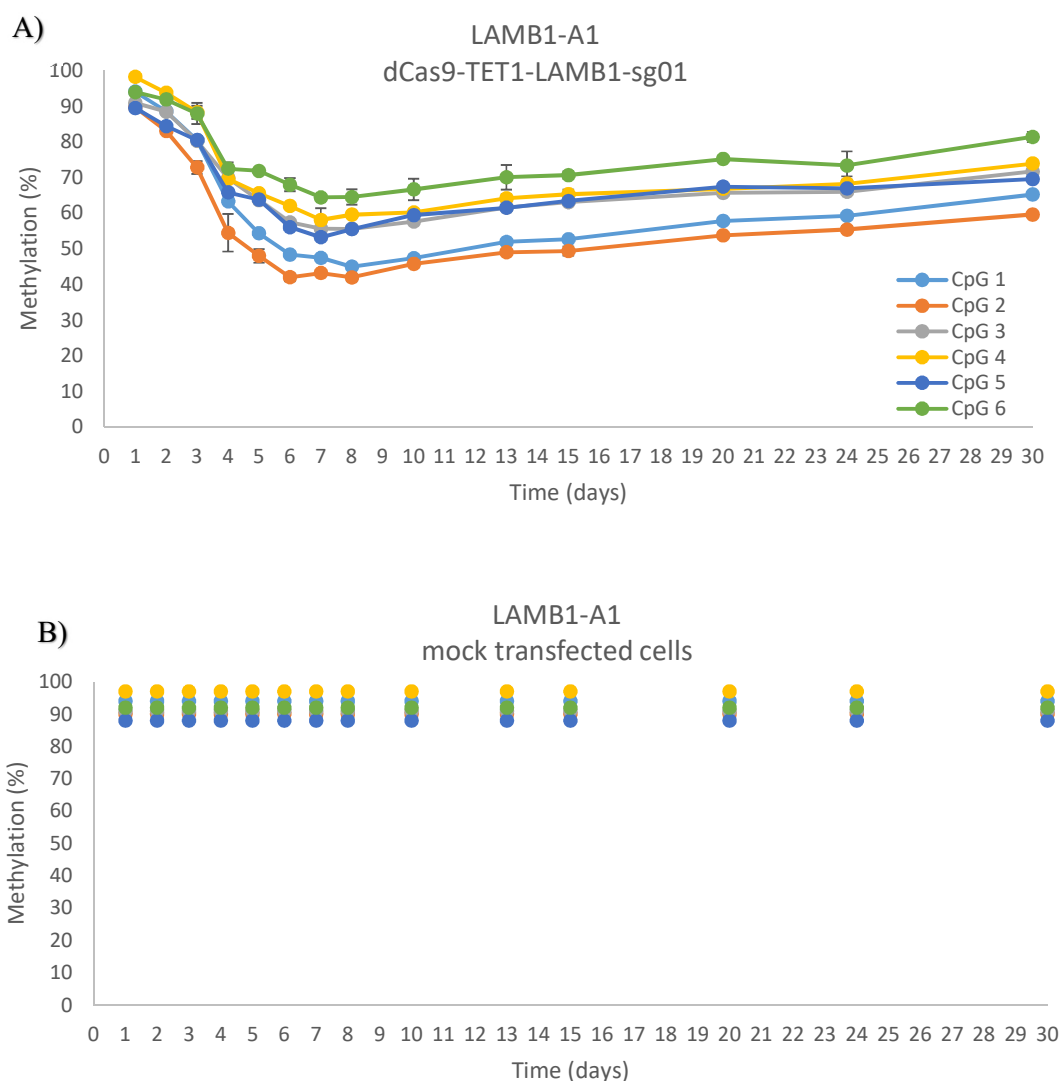 A)
LAMB1-A1
dCas9-TET1-LAMB1-sg01
100
90
80
70
60
50
40
30
20
10
0
Methylation (%)
CpG 1
CpG 2
CpG 3
CpG 4
CpG 5
CpG 6
0 1 2 3 4 5 6 7 8 9 10 11 12 13 14 15 16 17 18 19 20 21 22 23 24 25 26 27 28 29 30
Time (days)
B)
LAMB1-A1
mock transfected cells
100
90
80
70
60
50
40
30
20
10
0
Methylation (%)
0 1 2 3 4 5 6 7 8 9 10 11 12 13 14 15 16 17 18 19 20 21 22 23 24 25 26 27 28 29 30
Time (days)